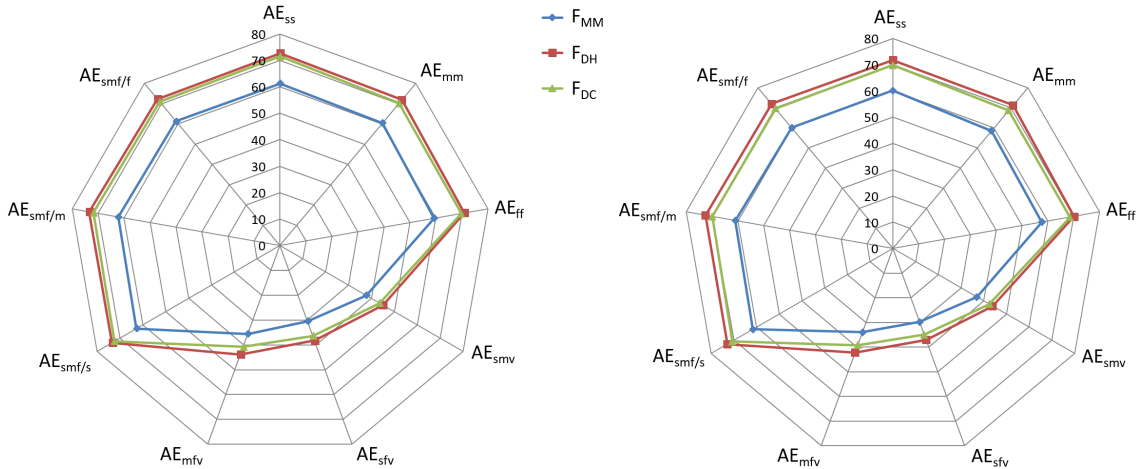 AEss
80
70
60
50
40
30
20
10
0
AEmm
AEff
AEsmv
AEsfv
AEmfv
AEsmf/s
AEsmf/m
AEsmf/f
FMM
FDH
FDC
AEss
80
70
60
50
40
30
20
10
0
AEmm
AEff
AEsmv
AEsfv
AEmfv
AEsmf/s
AEsmf/m
AEsmf/f